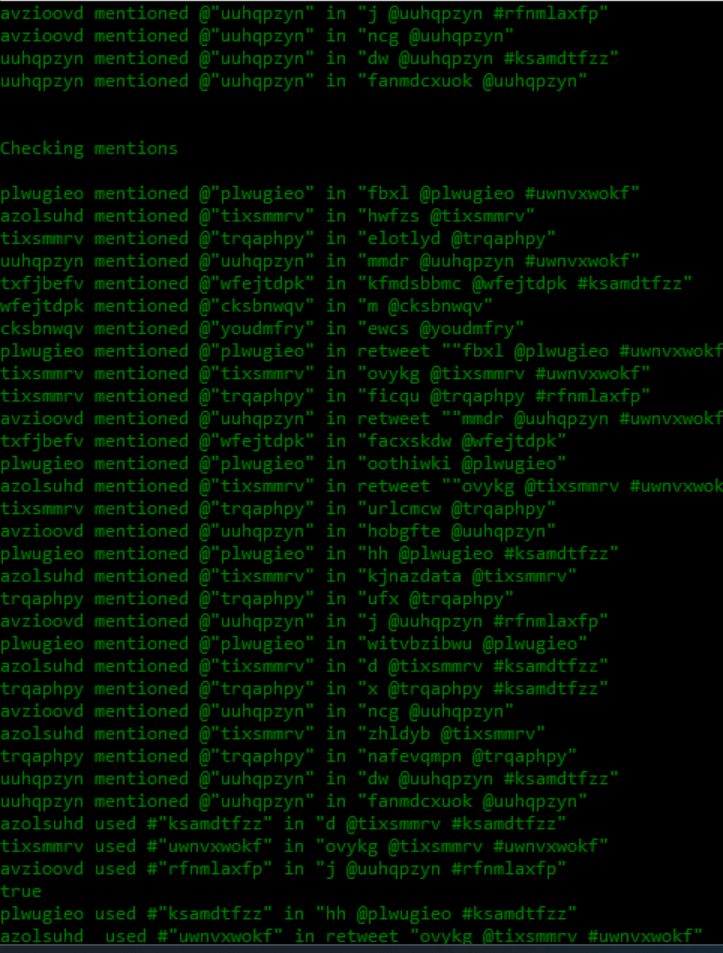 avzioovd mentioned @"uuhqpzyn" in "j @uuhqpzyn #rfnmlaxfp"
avzioovd mentioned @"uuhqpzyn" in "ncg @uuhqpzyn"
uuhqpzyn mentioned @"uuhqpzyn" in "dw @uuhqpzyn #ksamdtfzz"
uuhqpzyn mentioned @"uuhqpzyn" in "fanmdcxuok @uuhqpzyn"
Checking mentions
plwugieo mentioned @"plwugieo" in "fbxl @plwugieo #uwnvxwokf"
azolsuhd mentioned @"tixsmmrv" in "hwfzs @tixsmmrv"
tixsmmrv mentioned @"trqaphpy" in "elotlyd @trqaphpy"
uuhqpzyn mentioned @"uuhqpzyn" in "mmdr @uuhqpzyn #uwnvxwokf"
txfjbefv mentioned @"wfejtdpk" in "kfmdsbbmc @wfejtdpk #ksamdtfzz"
wfejtdpk mentioned @"cksbnwqv" in "m @cksbnwqv"
cksbnwqv mentioned @"youdmfry" in "ewcs @youdmfry"
plwugieo mentioned @"plwugieo" in retweet ""fbxl @plwugieo #uwnvxwokf
tixsmmrv mentioned @"tixsmmrv" in "ovykg @tixsmmrv #uwnvxwokf"
tixsmmrv mentioned @"trqaphpy" in "ficqu @trqaphpy #rfnmlaxfp"
avzioovd mentioned @"uuhqpzyn" in retweet ""mmdr @uuhqpzyn #uwnvxwokf
txfjbefv mentioned @"wfejtdpk" in "facxskdw @wfejtdpk"
plwugieo mentioned @"plwugieo" in "oothiwki @plwugieo"
azolsuhd mentioned @"tixsmmrv" in retweet ""ovykg @tixsmmrv #uwnvxwok
tixsmmrv mentioned @"trqaphpy" in "urlcmcw @trqaphpy"
avzioovd mentioned @"uuhqpzyn" in "hobgfte @uuhqpzyn"
plwugieo mentioned @"plwugieo" in "hh @plwugieo #ksamdtfzz"
azolsuhd mentioned @"tixsmmrv" in "kjnazdata @tixsmmrv"
trqaphpy mentioned @"trqaphpy" in "ufx @trqaphpy"
avzioovd mentioned @"uuhqpzyn" in "j @uuhqpzyn #rfnmlaxfp"
plwugieo mentioned @"plwugieo" in "witvbzibwu @plwugieo"
azolsuhd mentioned @"tixsmmrv" in "d @tixsmmrv #ksamdtfzz"
trqaphpy mentioned @"trqaphpy" in "x @trqaphpy #ksamdtfzz"
avzioovd mentioned @"uuhqpzyn" in "ncg @uuhqpzyn"
azolsuhd mentioned @"tixsmmrv" in "zhldyb @tixsmmrv"
trqaphpy mentioned @"trqaphpy" in "nafevqmpn @trqaphpy"
uuhqpzyn mentioned @"uuhqpzyn" in "dw @uuhqpzyn #ksamdtfzz"
uuhqpzyn mentioned @"uuhqpzyn" in "fanmdcxuok @uuhqpzyn"
azolsuhd used #"ksamdtfzz" in "d @tixsmmrv #ksamdtfzz"
tixsmmrv used #"uwnvxwokf" in "ovykg @tixsmmrv #uwnvxwokf"
avzioovd used #"rfnmlaxfp" in "j @uuhqpzyn #rfnmlaxfp"
true
plwugieo used #"ksamdtfzz" in "hh @plwugieo #ksamdtfzz"
azolsuhd  used #"uwnvxwokf" in retweet "ovykg @tixsmmrv #uwnvxwokf"